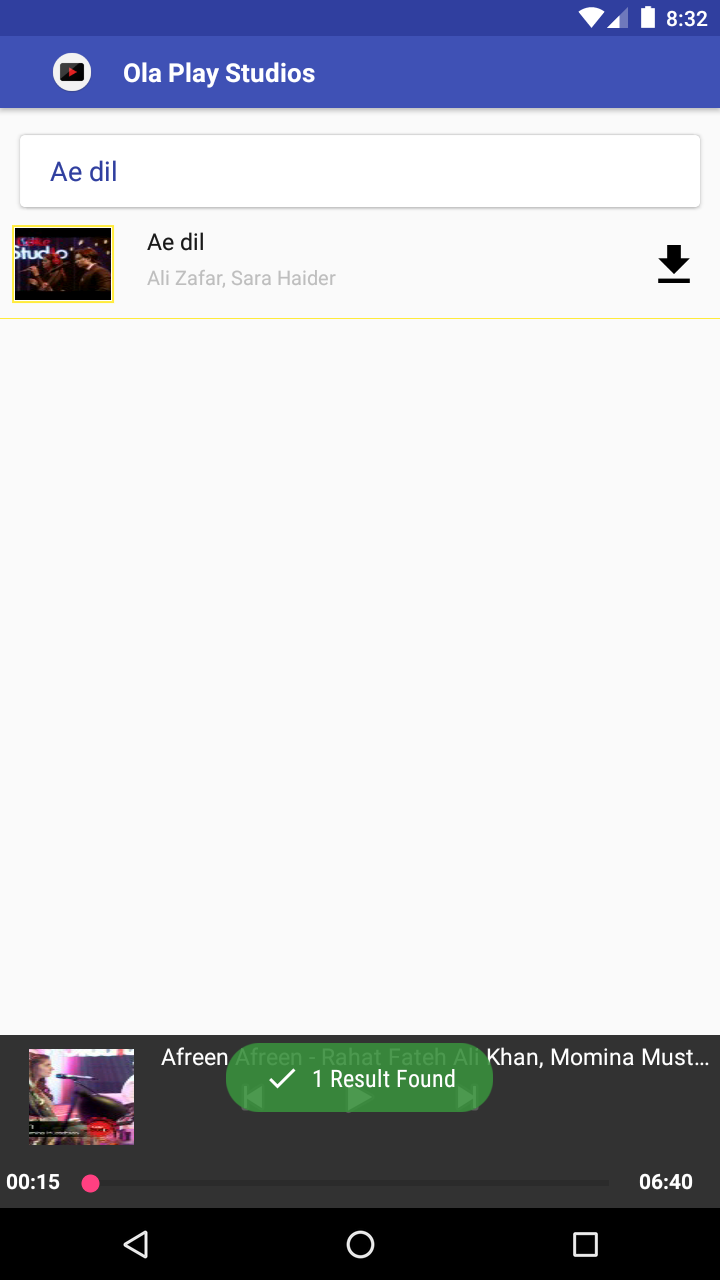 8:32
Ola Play Studios
Ae dil
Studio
Ae dil
Ali Zafar, Sara Haider
Afreen Afreen - Rahat Fateh Ali Khan, Momina Must...
1 Result Found
00:15
06:40